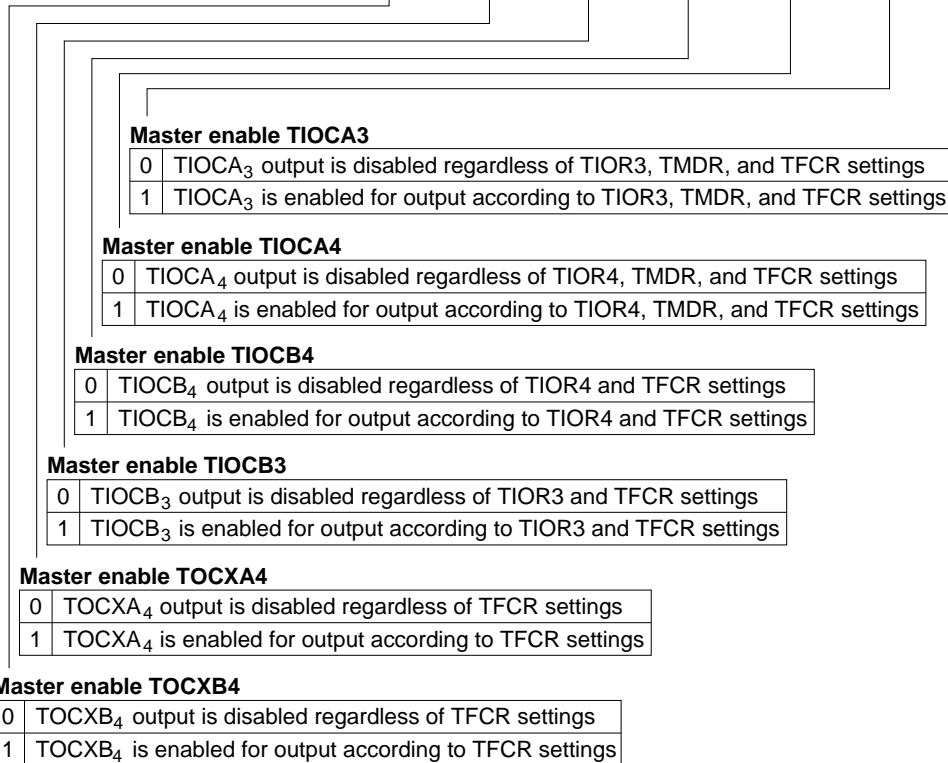 Master enable TIOCA3
0 TIOCA3 output is disabled regardless of TIOR3, TMDR, and TFCR settings
1 TIOCA3 is enabled for output according to TIOR3, TMDR, and TFCR settings
Master enable TIOCA4
0 TIOCA4 output is disabled regardless of TIOR4, TMDR, and TFCR settings
1 TIOCA4 is enabled for output according to TIOR4, TMDR, and TFCR settings
Master enable TIOCB4
0 TIOCB4 output is disabled regardless of TIOR4 and TFCR settings
1 TIOCB4 is enabled for output according to TIOR4 and TFCR settings
Master enable TIOCB3
0 TIOCB3 output is disabled regardless of TIOR3 and TFCR settings
1 TIOCB3 is enabled for output according to TIOR3 and TFCR settings
Master enable TOCXA4
0 TOCXA4 output is disabled regardless of TFCR settings
1 TOCXA4 is enabled for output according to TFCR settings
Master enable TOCXB4
0 TOCXB4 output is disabled regardless of TFCR settings
1 TOCXB4 is enabled for output according to TFCR settings